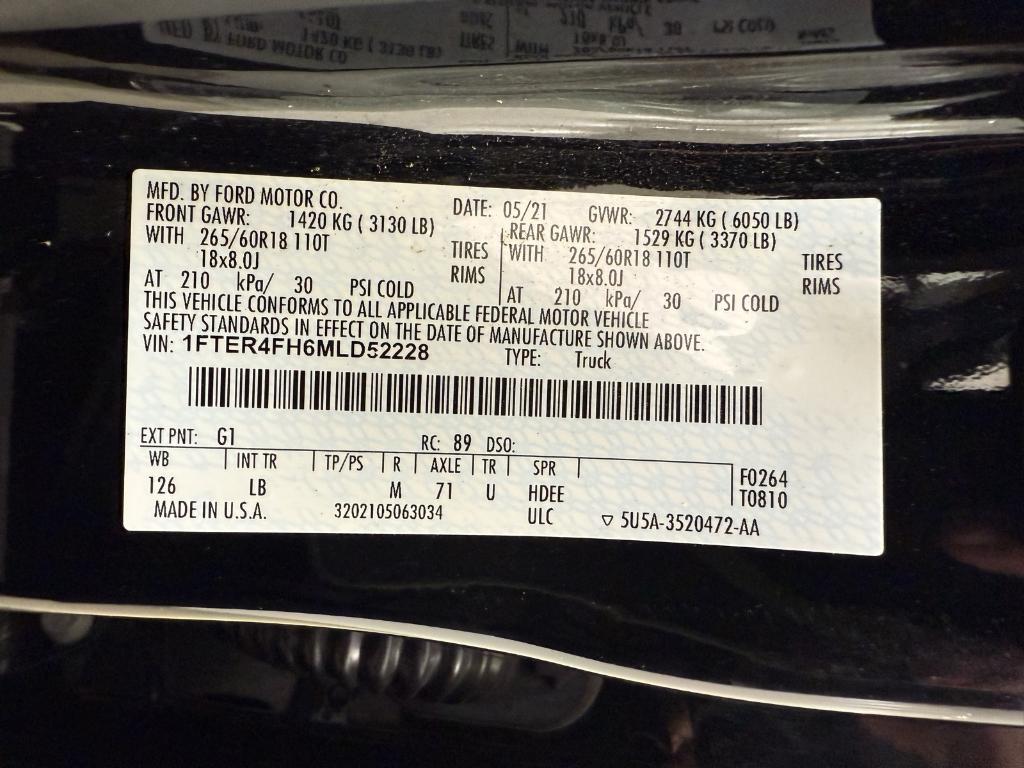 MFD. BY FORD MOTOR CO.
DATE: 05/21 GVWR: 2744 KG ( 6050 LB)
FRONT GAWR: 1420 KG ( 3130 LB)
WITH 265/60R18 110T TIRES
18x8.0J RIMS
AT 210 kPa/ 30 PSI COLD
REAR GAWR: 1529 KG ( 3370 LB)
WITH 265/60R18 110T TIRES
18x8.0J RIMS
AT 210 kPa/ 30 PSI COLD
THIS VEHICLE CONFORMS TO ALL APPLICABLE FEDERAL MOTOR VEHICLE
SAFETY STANDARDS IN EFFECT ON THE DATE OF MANUFACTURE SHOWN ABOVE.
VIN: 1FTER4FH6MLD52228 TYPE: Truck
EXT PNT: G1 RC: 89 DSO:
WB INT TR TP/PS R AXLE TR SPR
126 LB M 71 U HDEE
F0264
T0810
MADE IN U.S.A. 3202105063034 ULC ▽ 5U5A-3520472-AA